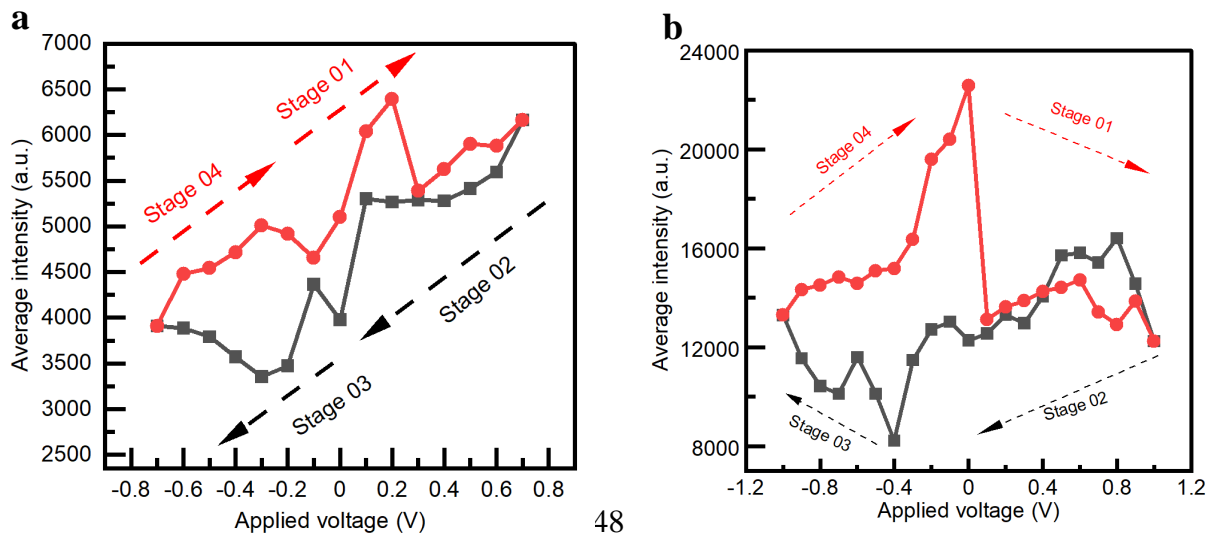 a
7000
6500
6000
5500
5000
4500
4000
3500
3000
2500
Average intensity (a.u.)
Stage 01
Stage 04
Stage 02
Stage 03
-0.8 -0.6 -0.4 -0.2 0 0.2 0.4 0.6 0.8
Applied voltage (V)
48
b
24000
20000
16000
12000
8000
Average intensity (a.u.)
Stage 04
Stage 01
Stage 02
Stage 03
-1.2 -0.8 -0.4 0 0.4 0.8 1.2
Applied voltage (V)